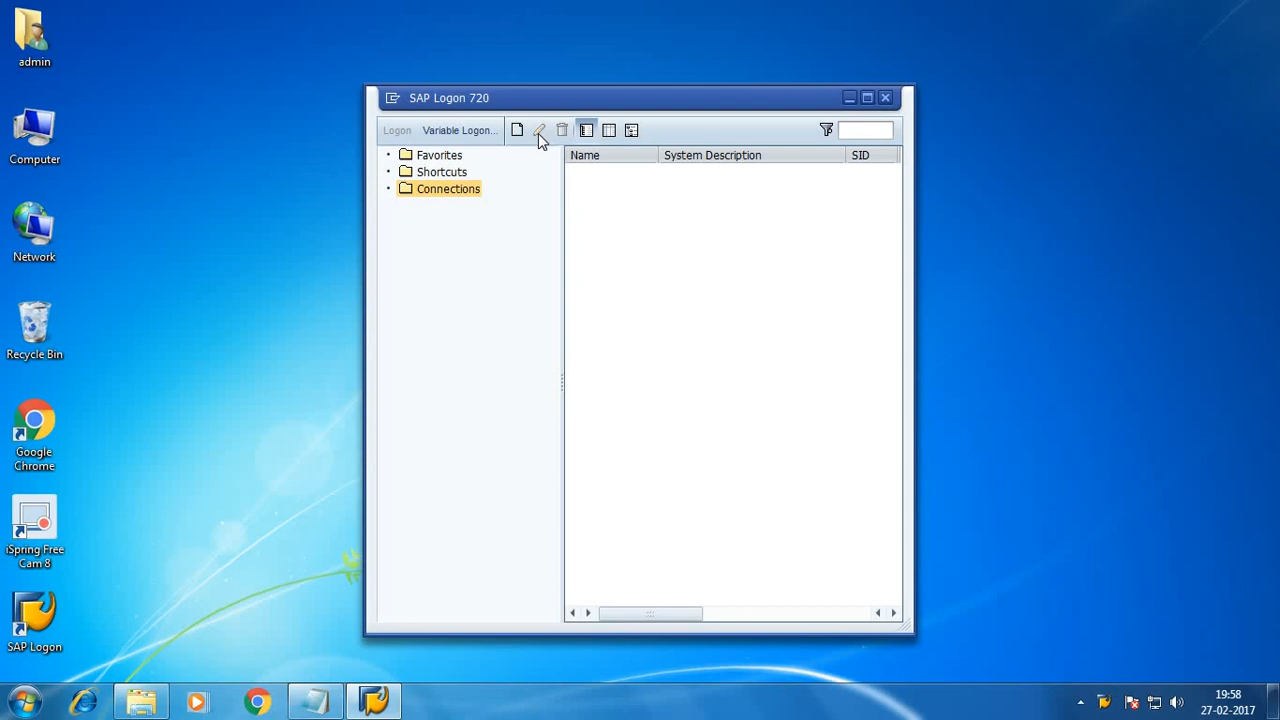 admin
Computer
Network
Recycle Bin
Google
Chrome
iSpring Free
Cam 8
SAP Logon
SAP Logon 720
Logon
Variable Logon...
Favorites
Shortcuts
Connections
Name
System Description
SID
19:58
27-02-2017